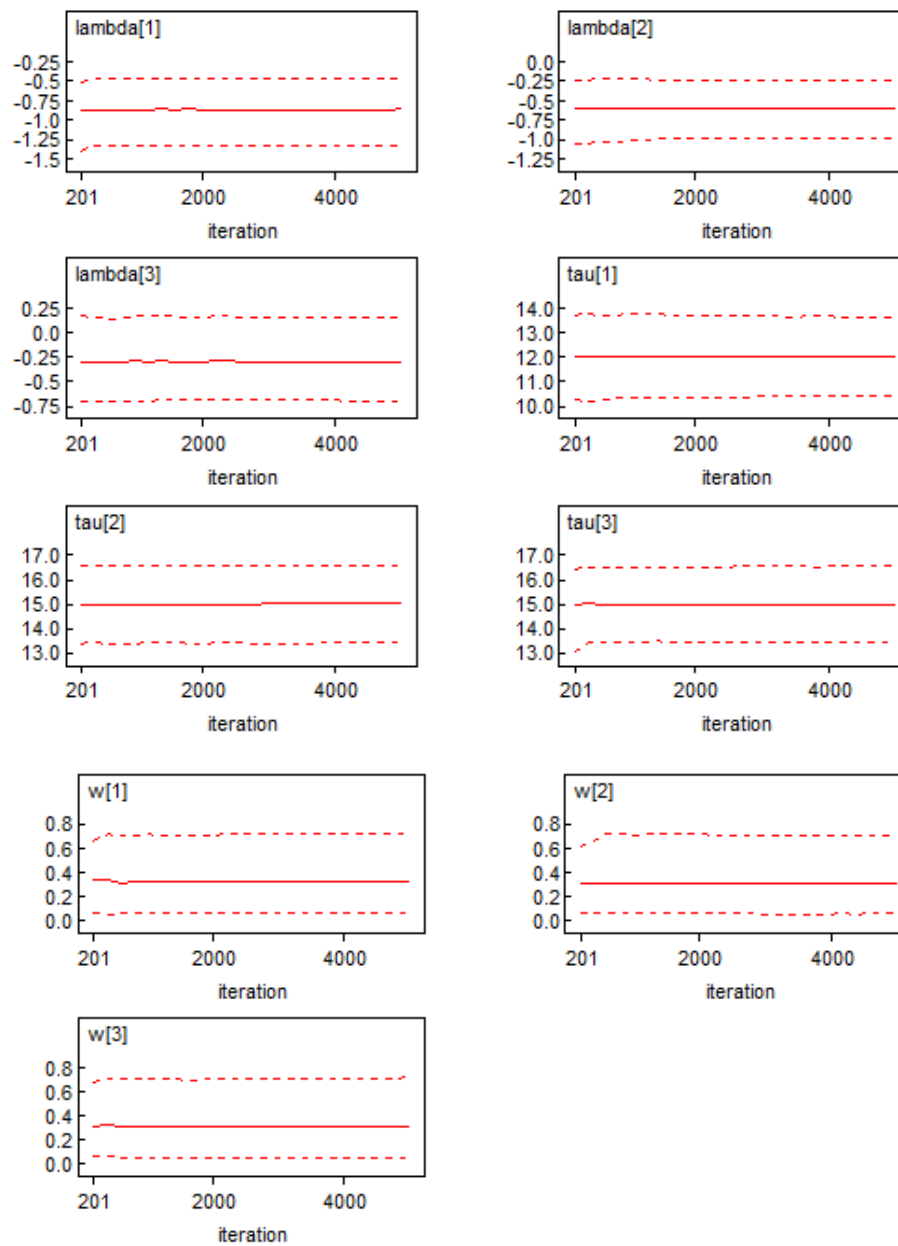 lambda[1]
-0.25
-0.5
-0.75
-1.0
-1.25
-1.5
201 2000 4000
iteration
lambda[2]
0.0
-0.25
-0.5
-0.75
-1.0
-1.25
201 2000 4000
iteration
lambda[3]
0.25
0.0
-0.25
-0.5
-0.75
201 2000 4000
iteration
tau[1]
14.0
13.0
12.0
11.0
10.0
201 2000 4000
iteration
tau[2]
17.0
16.0
15.0
14.0
13.0
201 2000 4000
iteration
tau[3]
17.0
16.0
15.0
14.0
13.0
201 2000 4000
iteration
w[1]
0.8
0.6
0.4
0.2
0.0
201 2000 4000
iteration
w[2]
0.8
0.6
0.4
0.2
0.0
201 2000 4000
iteration
w[3]
0.8
0.6
0.4
0.2
0.0
201 2000 4000
iteration